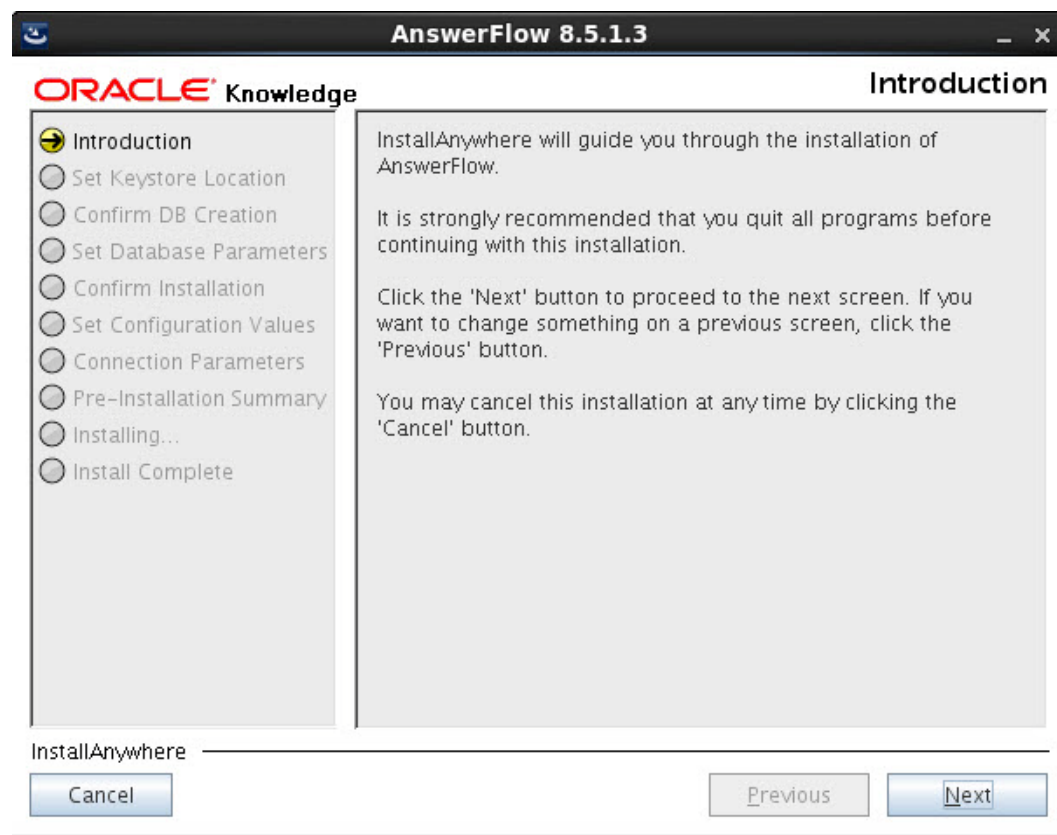 AnswerFlow 8.5.1.3
ORACLE Knowledge
Introduction
Introduction
Set Keystore Location
Confirm DB Creation
Set Database Parameters
Confirm Installation
Set Configuration Values
Connection Parameters
Pre-Installation Summary
Installing...
Install Complete
InstallAnywhere will guide you through the installation of
AnswerFlow.
It is strongly recommended that you quit all programs before
continuing with this installation.
Click the 'Next' button to proceed to the next screen. If you
want to change something on a previous screen, click the
'Previous' button.
You may cancel this installation at any time by clicking the
'Cancel' button.
InstallAnywhere
Cancel
Previous
Next